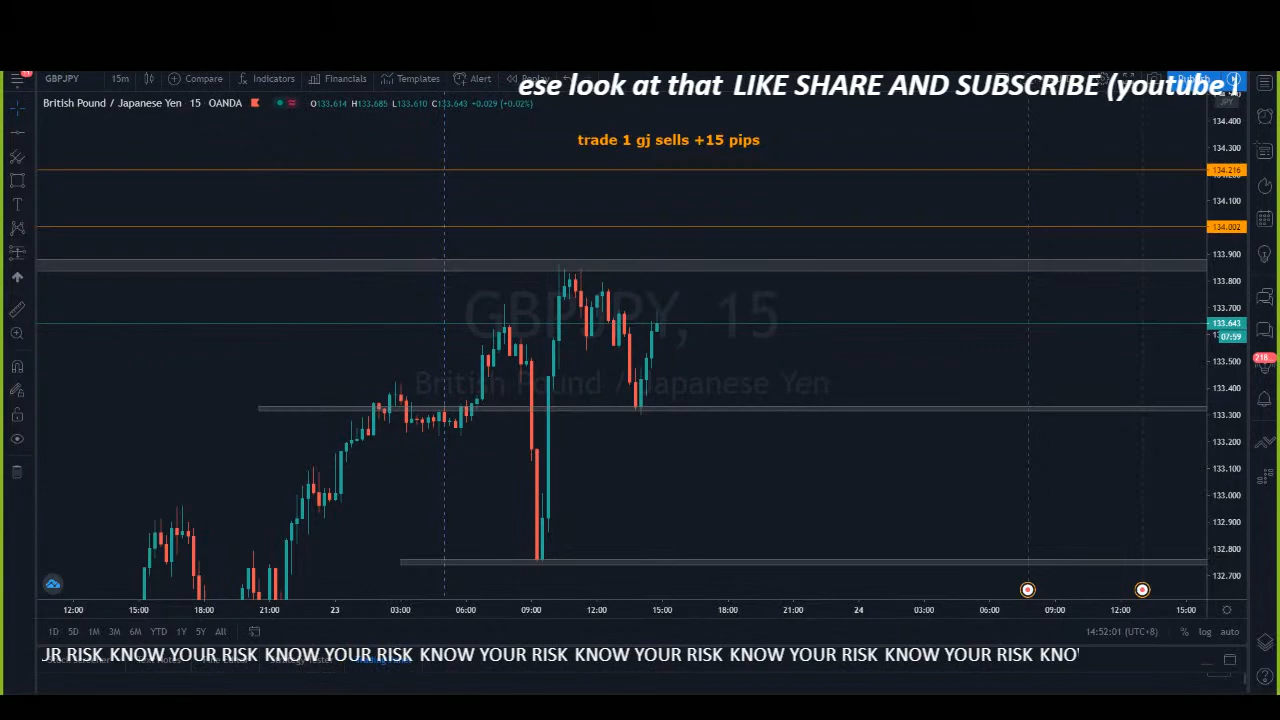 GBPJPY 15m Compare Indicators Financials Templates Alert Replay Publish
ese look at that LIKE SHARE AND SUBSCRIBE (youtube
British Pound / Japanese Yen 15 OANDA O133.614 H133.685 L133.610 C133.643 +0.029 (+0.02%)
JPY
trade 1 gj sells +15 pips
134.400
134.300
134.216
134.100
134.002
133.900
133.800
133.700
GBPJPY, 15
133.643
07:59
133.500
British Pound / Japanese Yen
133.400
133.300
218
133.200
133.100
133.000
132.900
132.800
132.700
12:00 15:00 18:00 21:00 23 03:00 06:00 09:00 12:00 15:00 18:00 21:00 24 03:00 06:00 09:00 12:00 15:00
1D 5D 1M 3M 6M YTD 1Y 5Y All 14:52:01 (UTC+8) % log auto
JR RISK KNOW YOUR RISK KNOW YOUR RISK KNOW YOUR RISK KNOW YOUR RISK KNOW YOUR RISK KNOW YOUR RISK KNO